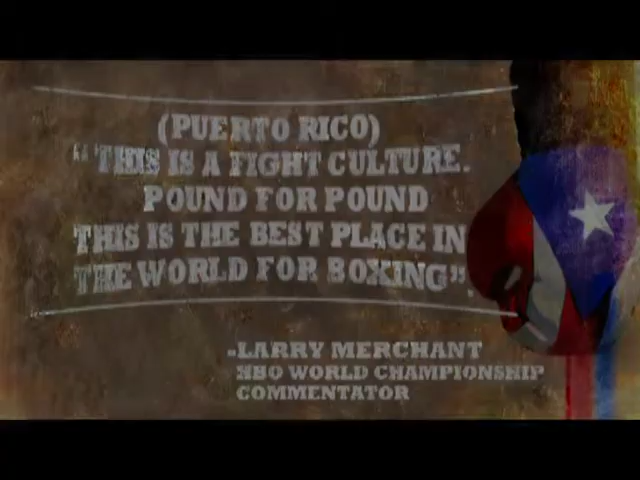 (PUERTO RICO)
"THIS IS A FIGHT CULTURE.
POUND FOR POUND
THIS IS THE BEST PLACE IN
THE WORLD FOR BOXING".
-LARRY MERCHANT
HBO WORLD CHAMPIONSHIP
COMMENTATOR